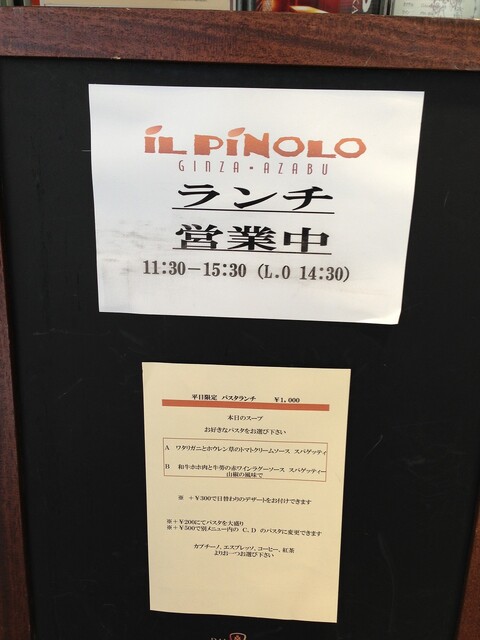 iL PiNOLO
GINZA・AZABU
ランチ
営業中
11:30－15:30 (L.O 14:30)
平日限定 パスタランチ ￥1,000
本日のスープ
お好きなパスタをお選び下さい
A ワタリガニとホウレン草のトマトクリームソース スパゲッティ
B 和牛ホホ肉と牛蒡の赤ワインラグーソース スパゲッティー
山椒の風味で
※ ＋￥300で日替わりのデザートをお付けできます
※＋￥200にてパスタを大盛り
※＋￥500で別メニュー内の C, D のパスタに変更できます
カプチーノ, エスプレッソ, コーヒー, 紅茶
よりお一つお選び下さい